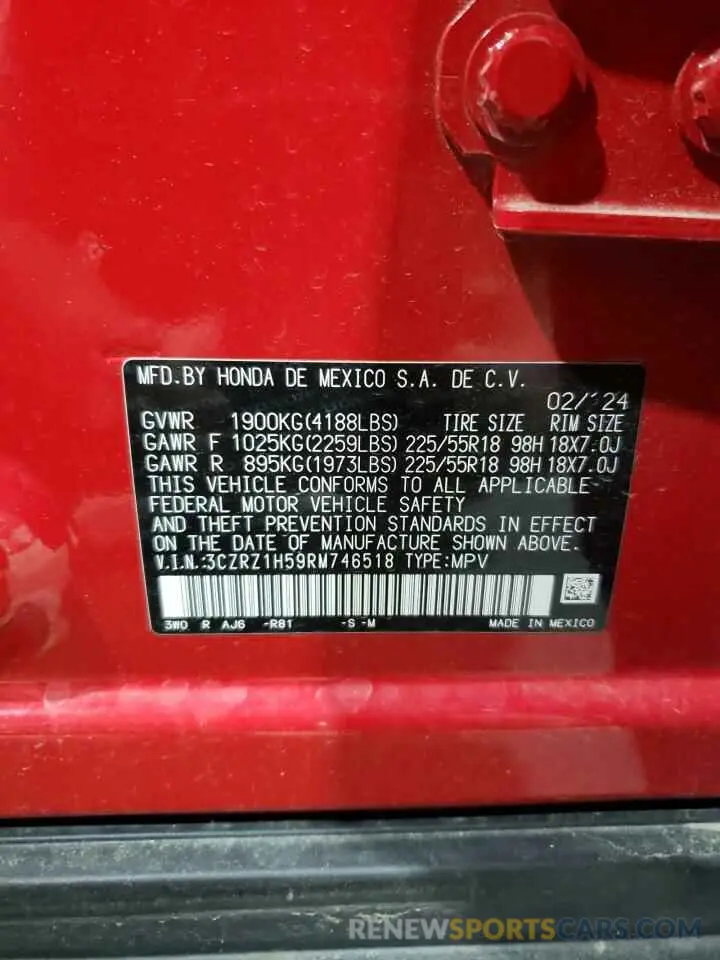 MFD.BY HONDA DE MEXICO S.A. DE C.V.
02/'24
GVWR 1900KG(4188LBS) TIRE SIZE RIM SIZE
GAWR F 1025KG(2259LBS) 225/55R18 98H 18X7.0J
GAWR R 895KG(1973LBS) 225/55R18 98H 18X7.0J
THIS VEHICLE CONFORMS TO ALL APPLICABLE
FEDERAL MOTOR VEHICLE SAFETY
AND THEFT PREVENTION STANDARDS IN EFFECT
ON THE DATE OF MANUFACTURE SHOWN ABOVE.
V.I.N:3CZRZ1H59RM746518 TYPE:MPV
3W0 R AJ6 -R81 -S -M MADE IN MEXICO
RENEWSPORTSCARS.COM